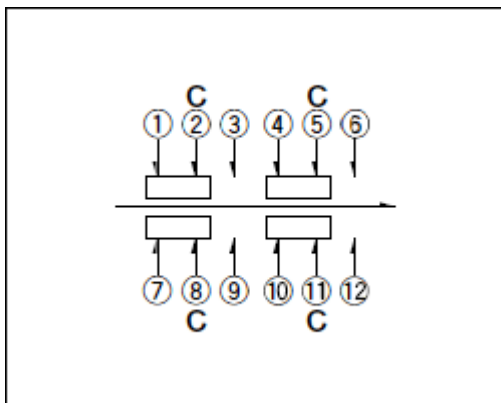 C C
① ② ③ ④ ⑤ ⑥
⑦ ⑧ ⑨ ⑩ ⑪ ⑫
C C